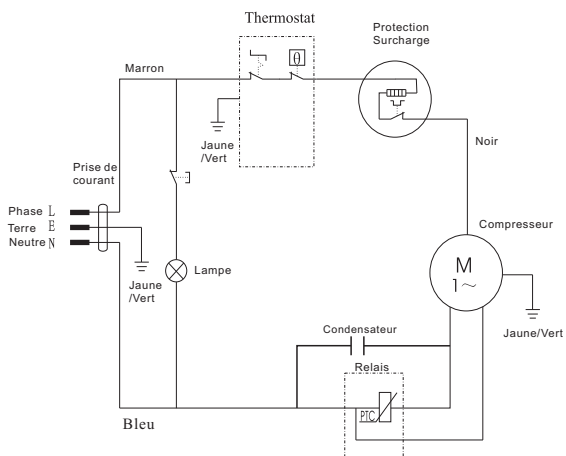 Thermostat
Protection
Surcharge
θ
Marron
Jaune
/Vert
Noir
Prise de
courant
Phase L
Terre E
Neutre N
Compresseur
M
1~
Lampe
Jaune
/Vert
Jaune/Vert
Condensateur
Relais
PTC
Bleu